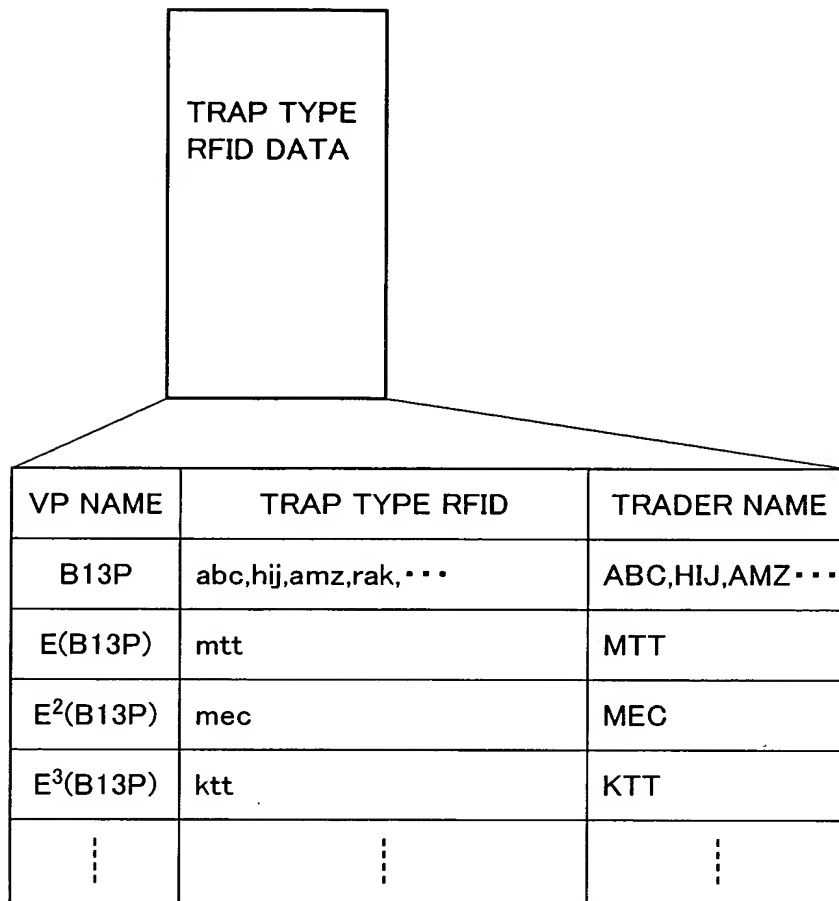 TRAP TYPE
RFID DATA
VP NAME TRAP TYPE RFID TRADER NAME
B13P abc,hij,amz,rak,・・・ ABC,HIJ,AMZ・・・
E(B13P) mtt MTT
E²(B13P) mec MEC
E³(B13P) ktt KTT